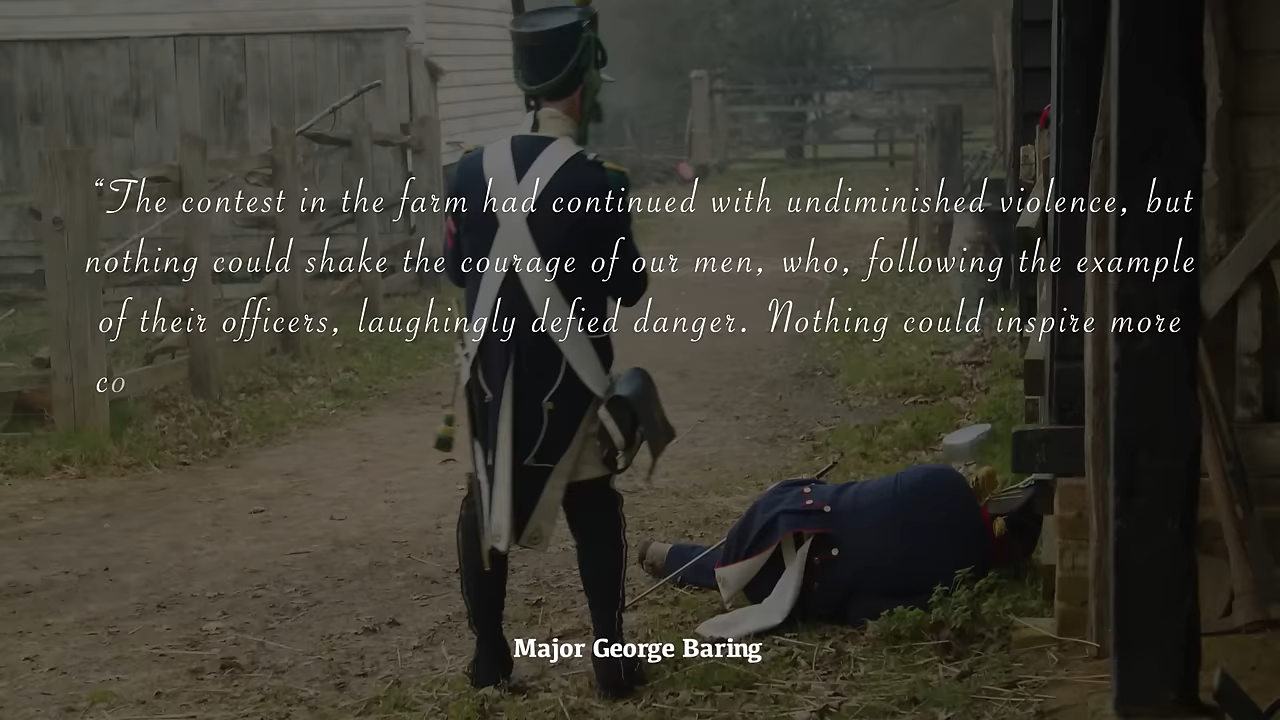 “The contest in the farm had continued with undiminished violence, but
nothing could shake the courage of our men, who, following the example
of their officers, laughingly defied danger. Nothing could inspire more
co
Major George Baring